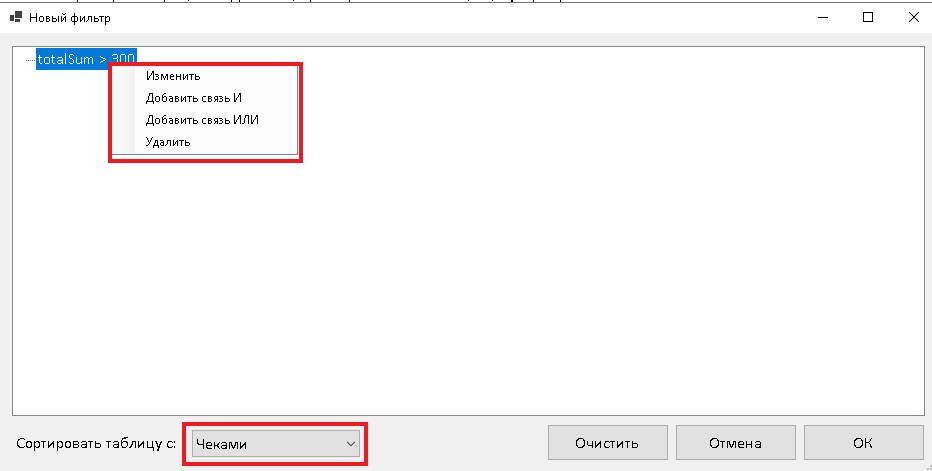 Новый фильтр
totalSum > 300
Изменить
Добавить связь И
Добавить связь ИЛИ
Удалить
Сортировать таблицу с: Чеками Очистить Отмена ОК